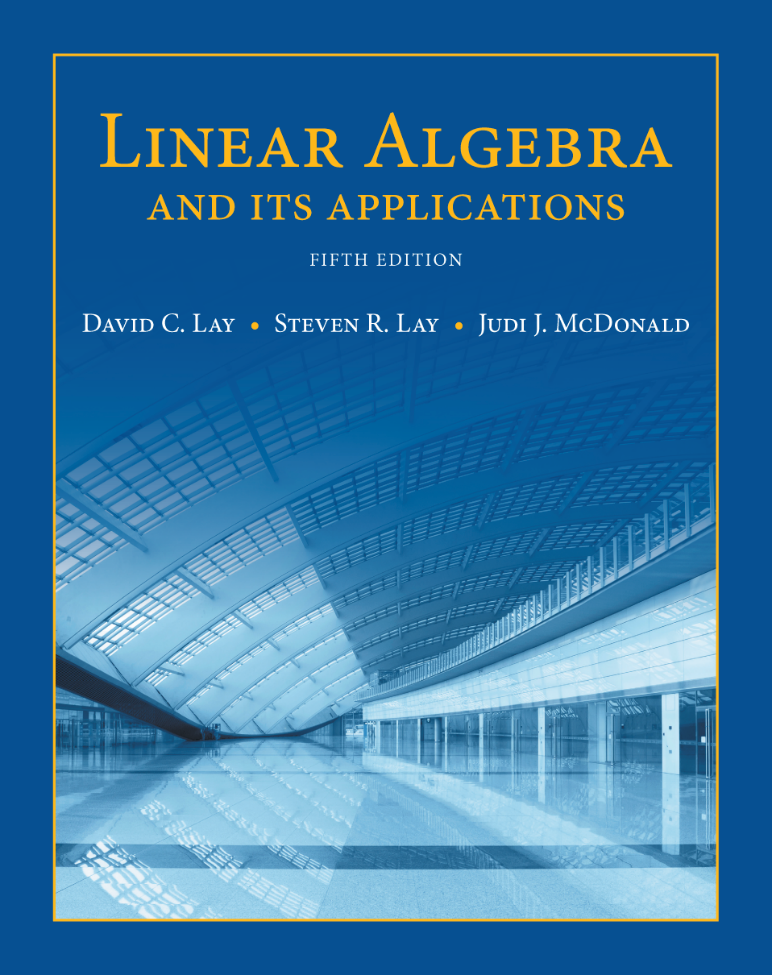 LINEAR ALGEBRA
AND ITS APPLICATIONS
FIFTH EDITION
DAVID C. LAY • STEVEN R. LAY • JUDI J. MCDONALD